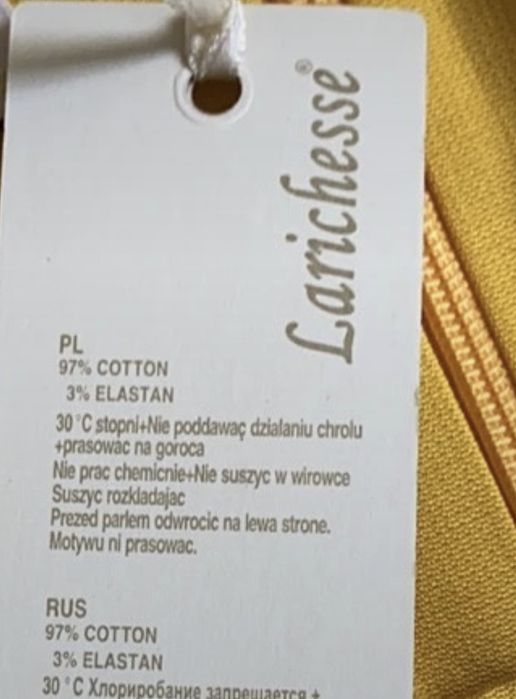 Larichesse®
PL
97% COTTON
3% ELASTAN
30 °C stopni+Nie poddawaç dzialaniu chrolu
+prasowac na goroca
Nie prac chemicnie+Nie suszyc w wirowce
Suszyc rozkladajac
Prezed parlem odwrocic na lewa strone.
Motywu ni prasowac.
RUS
97% COTTON
3% ELASTAN
30 °C Хлориробание запрещается +